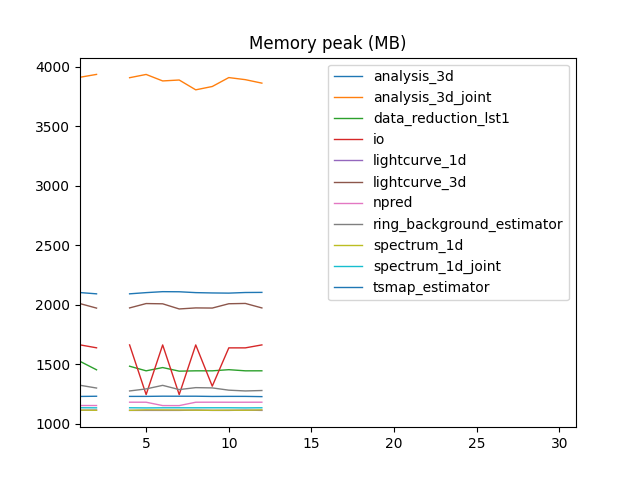 Memory peak (MB)
4000
3500
3000
2500
2000
1500
1000
5
10
15
20
25
30
analysis_3d
analysis_3d_joint
data_reduction_lst1
io
lightcurve_1d
lightcurve_3d
npred
ring_background_estimator
spectrum_1d
spectrum_1d_joint
tsmap_estimator